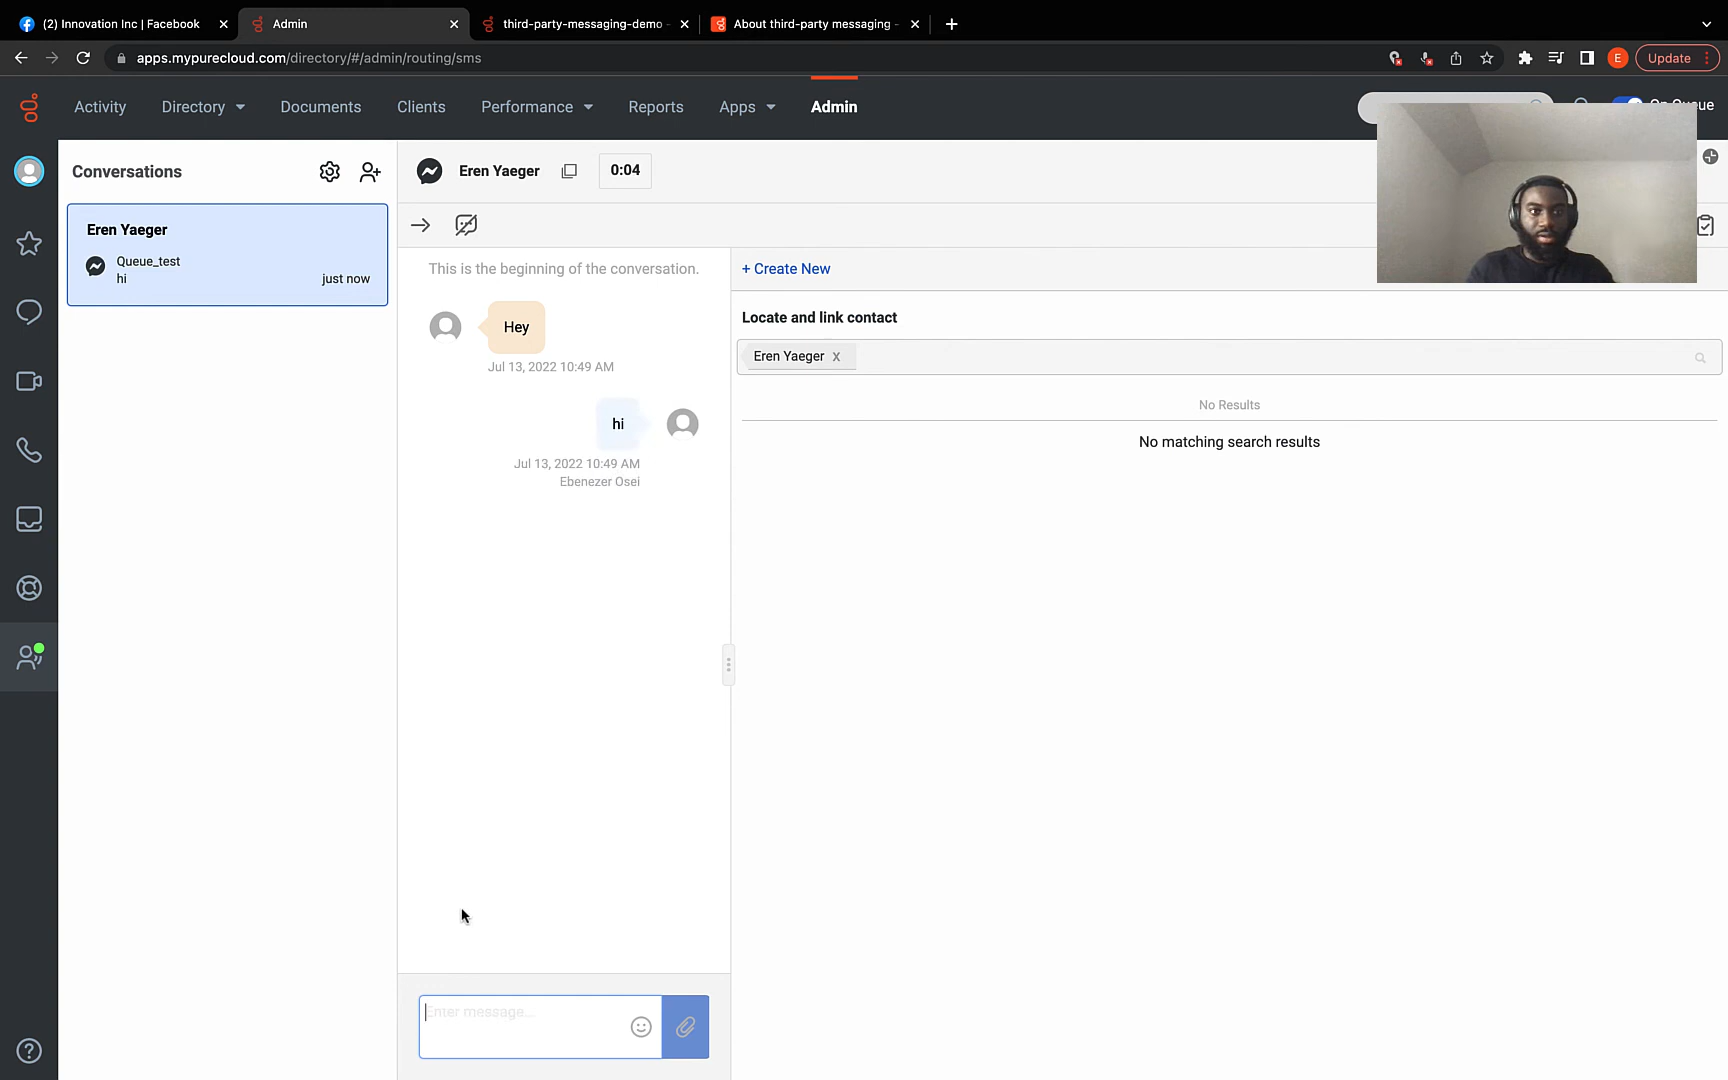 (2) Innovation Inc | Facebook
Admin
third-party-messaging-demo -
About third-party messaging -
apps.mypurecloud.com/directory/#/admin/routing/sms
E
Update
Activity
Directory
Documents
Clients
Performance
Reports
Apps
Admin
Conversations
Eren Yaeger
0:04
Eren Yaeger
Queue_test
hi
just now
This is the beginning of the conversation.
Hey
Jul 13, 2022 10:49 AM
hi
Jul 13, 2022 10:49 AM
Ebenezer Osei
Enter message...
+ Create New
Locate and link contact
Eren Yaeger X
No Results
No matching search results